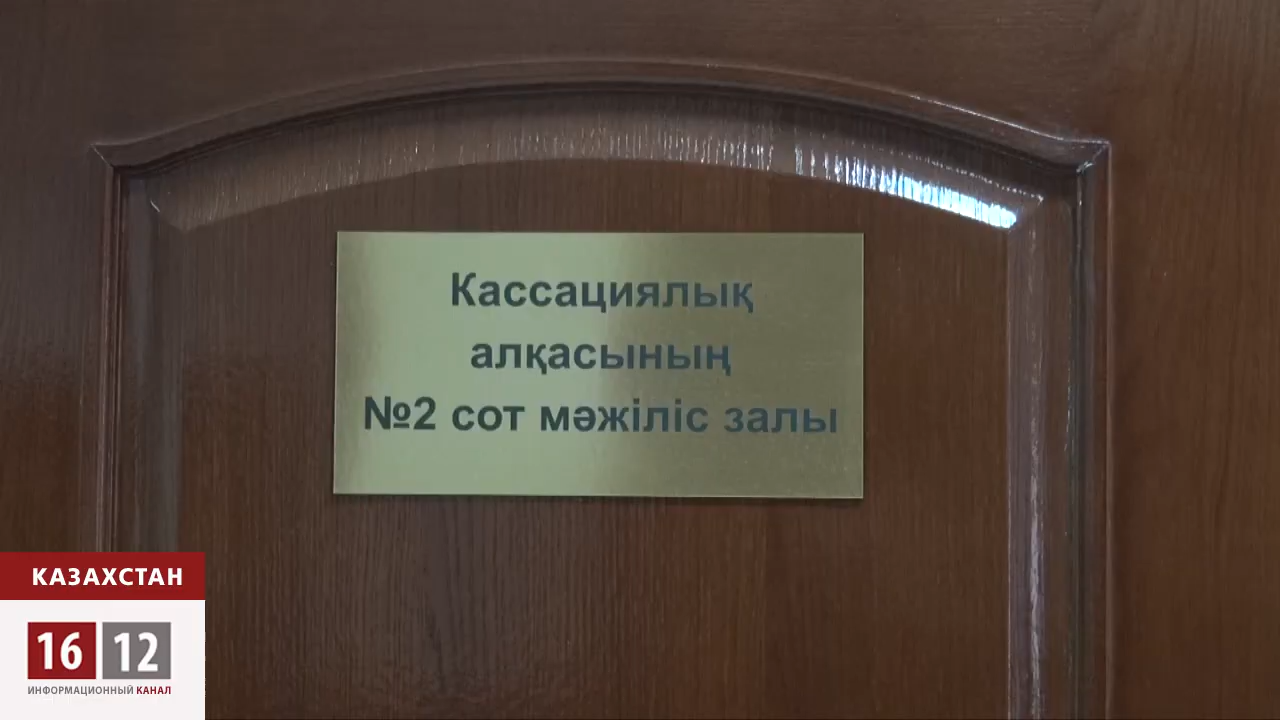 Кассациялық
алқасының
№2 сот мәжіліс залы
КАЗАХСТАН
16 12
ИНФОРМАЦИОННЫЙ КАНАЛ